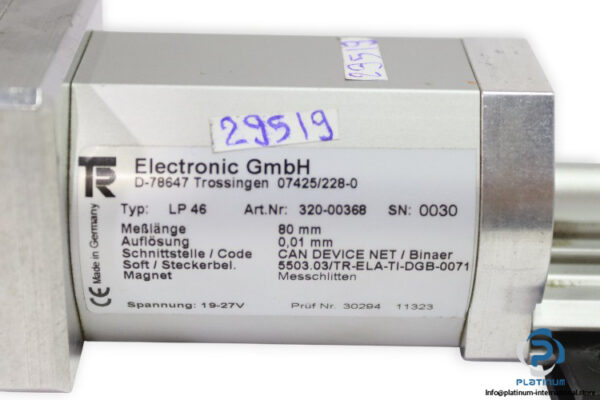 29519
29519
TR Electronic GmbH
D-78647 Trossingen 07425/228-0
Typ: LP 46 Art.Nr: 320-00368 SN: 0030
Meßlänge 80 mm
Auflösung 0,01 mm
Schnittstelle / Code CAN DEVICE NET / Binaer
Soft / Steckerbel. 5503.03/TR-ELA-TI-DGB-0071
Magnet Messchlitten
Spannung: 19-27V Prüf Nr. 30294 11323
CE Made in Germany
PLATINUM
Info@platinum-international.store